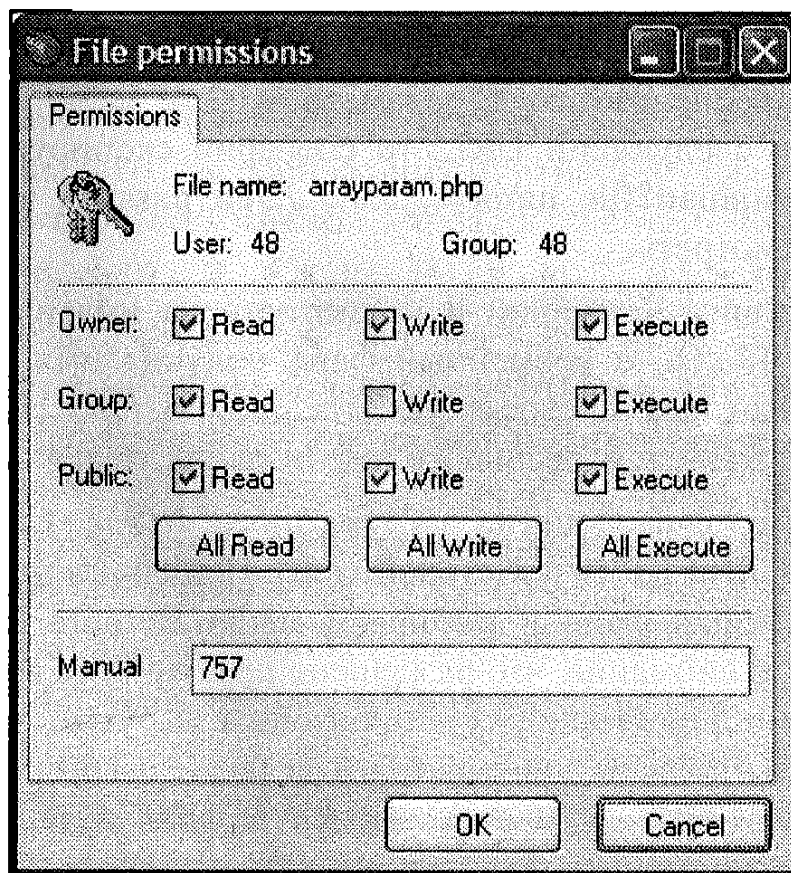 File permissions
Permissions
File name: arrayparam.php
User: 48 Group: 48
Owner: Read Write Execute
Group: Read Write Execute
Public: Read Write Execute
All Read All Write All Execute
Manual 757
OK Cancel